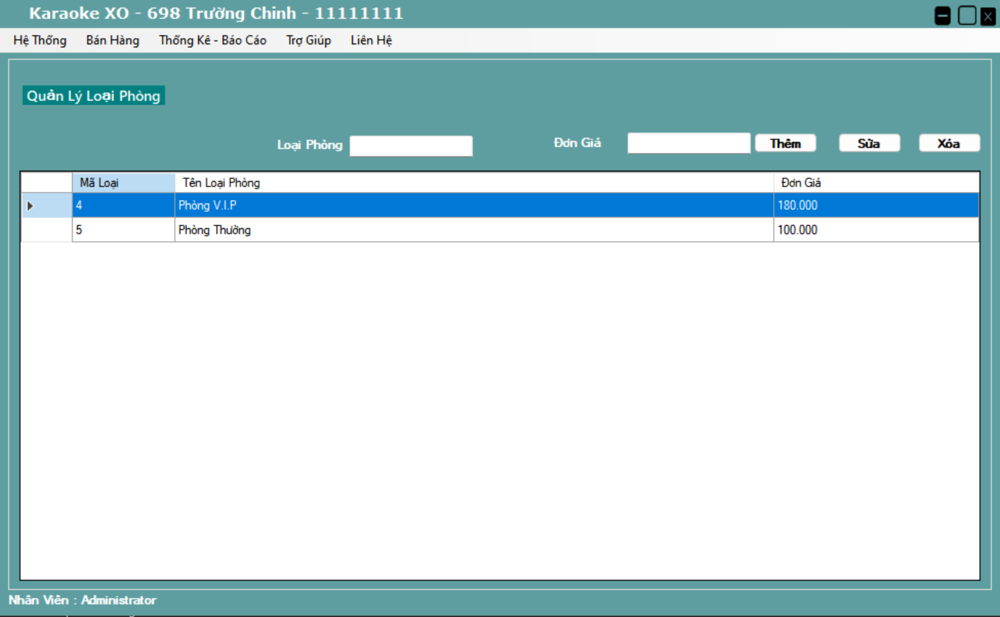 Karaoke XO - 698 Trường Chinh - 11111111
Hệ Thống Bán Hàng Thống Kê - Báo Cáo Trợ Giúp Liên Hệ
Quản Lý Loại Phòng
Loại Phòng Đơn Giá Thêm Sửa Xóa
Mã Loại Tên Loại Phòng Đơn Giá
4 Phòng V.I.P 180.000
5 Phòng Thường 100.000
Nhân Viên : Administrator